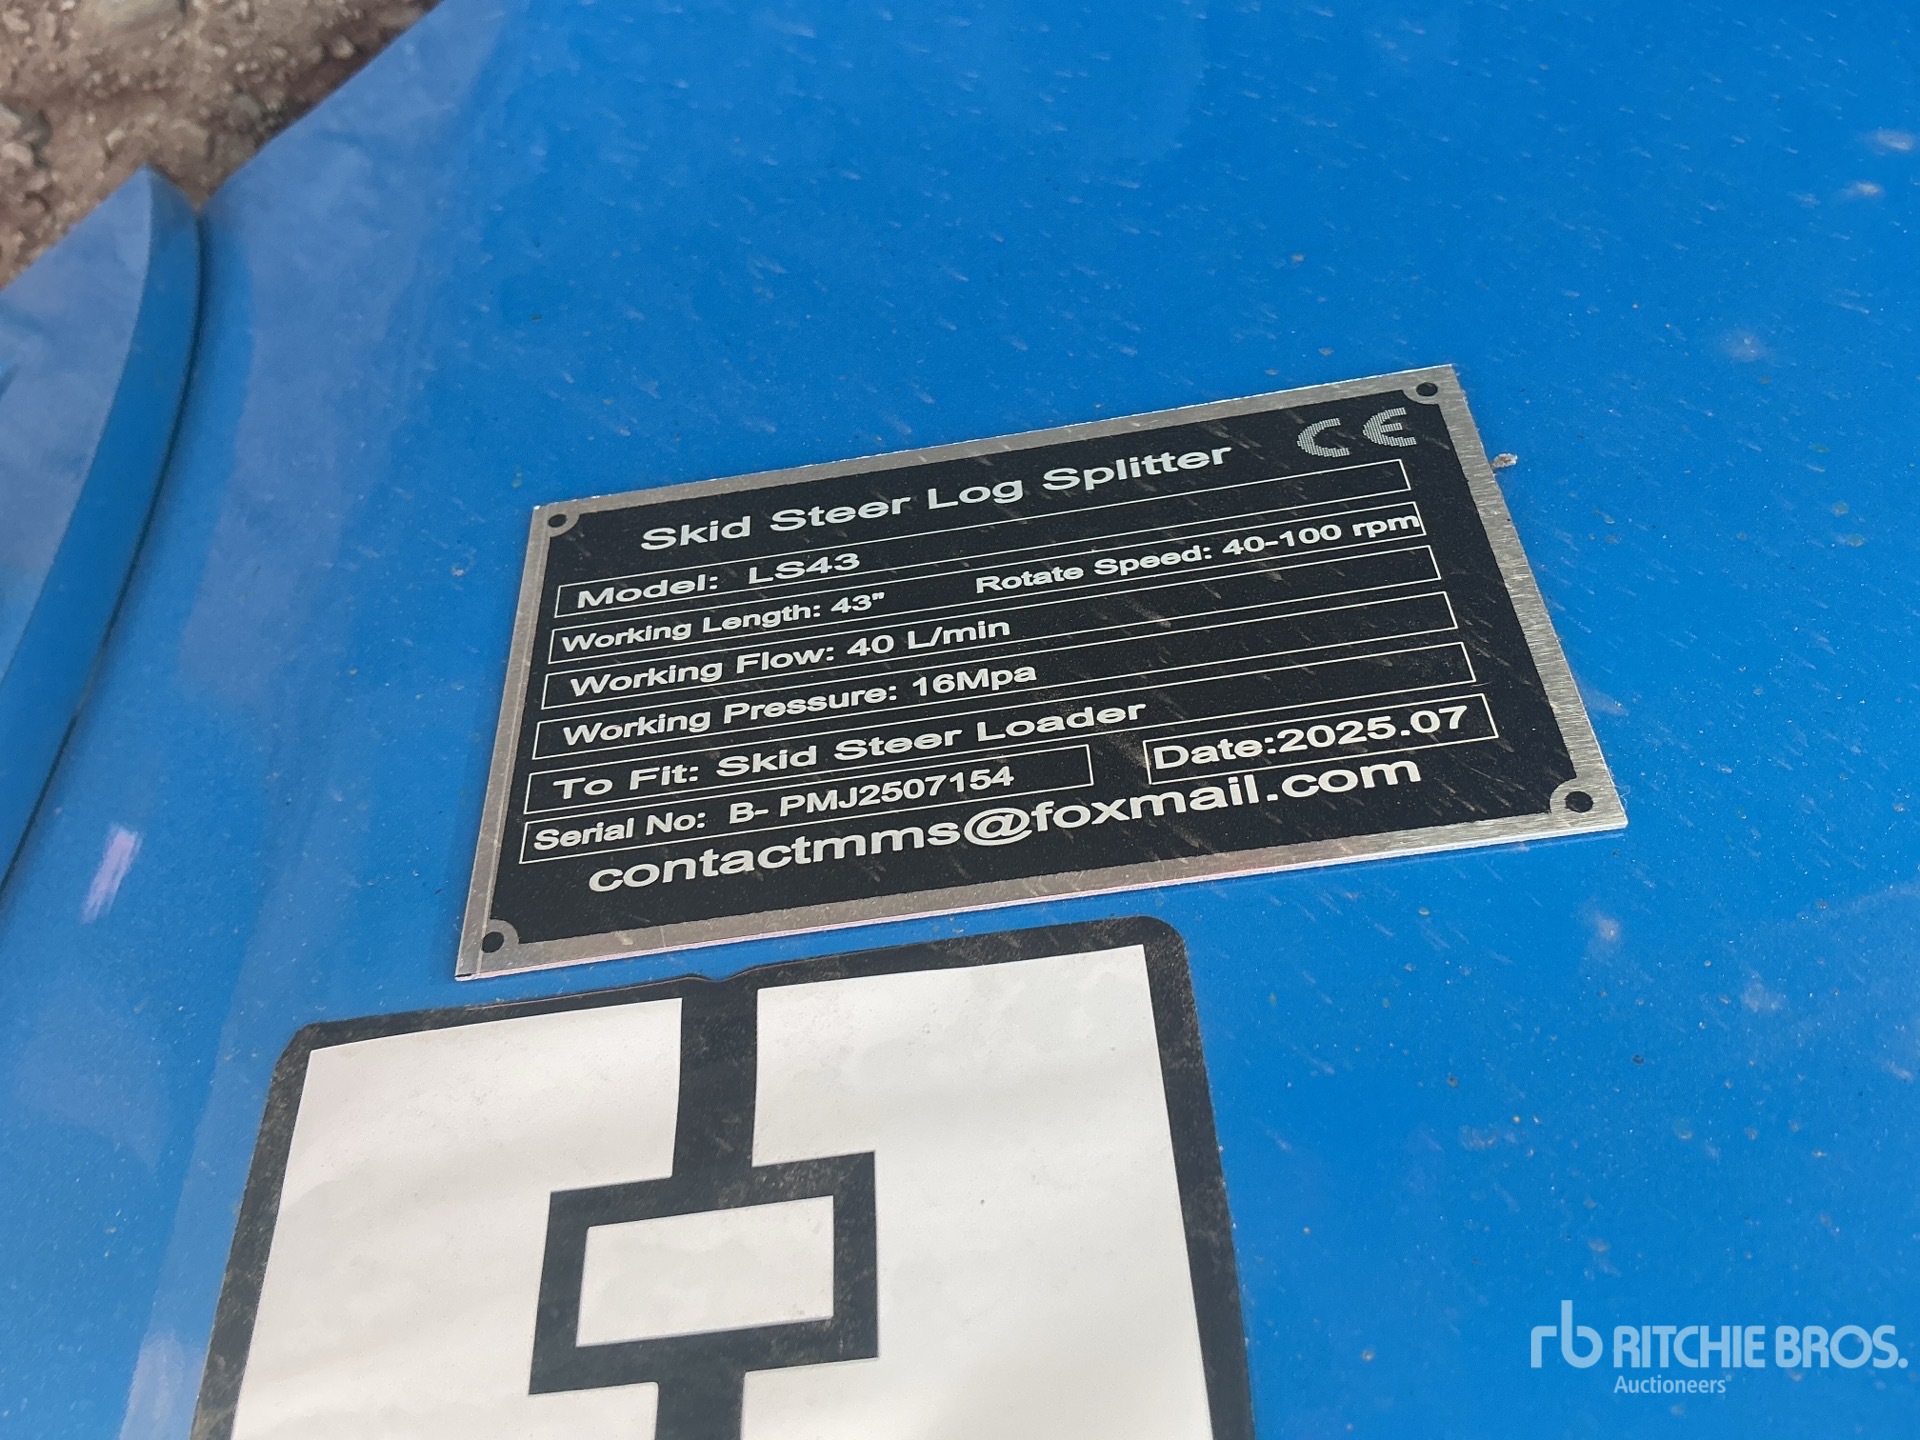 Skid Steer Log Splitter CE
Model: LS43
Working Length: 43" Rotate Speed: 40-100 rpm
Working Flow: 40 L/min
Working Pressure: 16Mpa
To Fit: Skid Steer Loader
Serial No: B- PMJ2507154 Date:2025.07
contactmms@foxmail.com
rb RITCHIE BROS.
Auctioneers